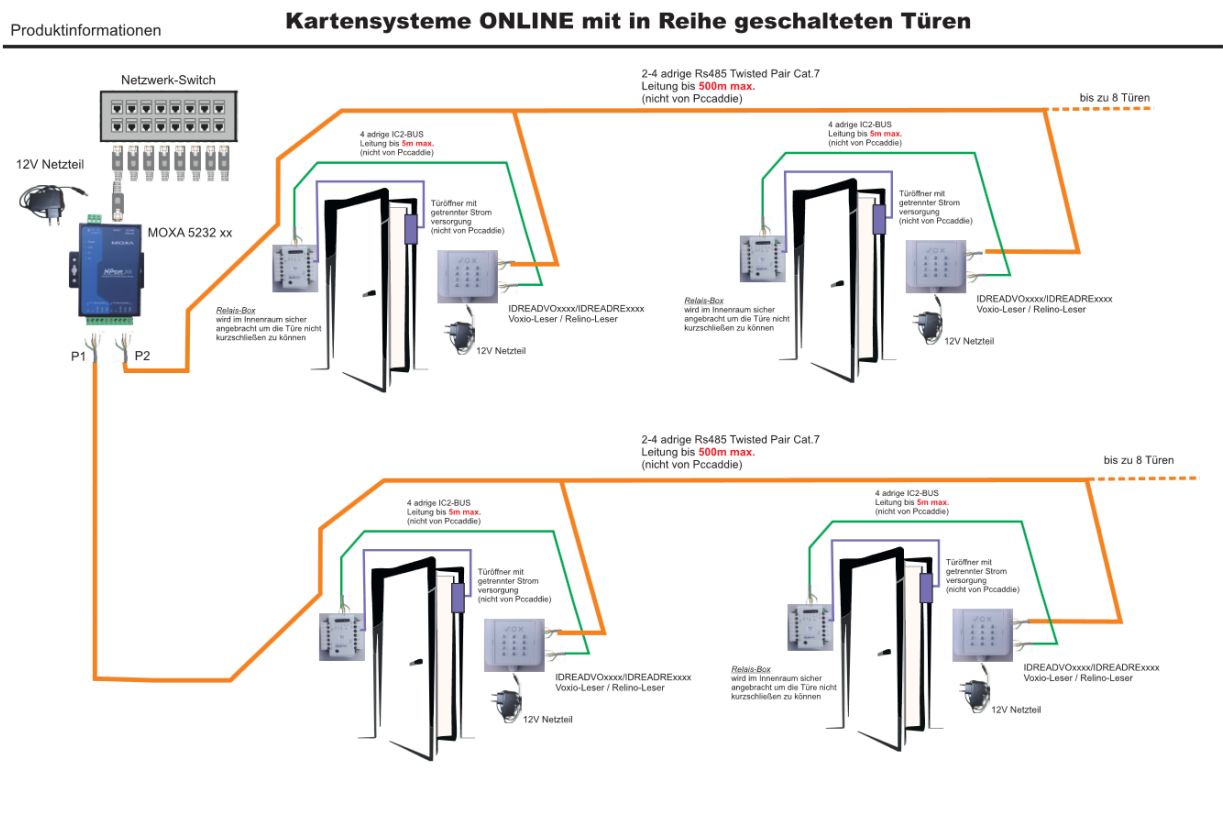 Produktinformationen
Kartensysteme ONLINE mit in Reihe geschalteten Türen
Netzwerk-Switch
12V Netzteil
MOXA 5232 xx
MOXA
P1
P2
2-4 adrige Rs485 Twisted Pair Cat.7
Leitung bis 500m max.
(nicht von Pccaddie)
bis zu 8 Türen
4 adrige IC2-BUS
Leitung bis 5m max.
(nicht von Pccaddie)
Türöffner mit
getrennter Strom
versorgung
(nicht von Pccaddie)
Relais-Box
wird im Innenraum sicher
angebracht um die Türe nicht
kurzschließen zu können
IDREADVOxxxx/IDREADRExxxx
Voxio-Leser / Relino-Leser
12V Netzteil
4 adrige IC2-BUS
Leitung bis 5m max.
(nicht von Pccaddie)
Türöffner mit
getrennter Strom
versorgung
(nicht von Pccaddie)
Relais-Box
wird im Innenraum sicher
angebracht um die Türe nicht
kurzschließen zu können
IDREADVOxxxx/IDREADRExxxx
Voxio-Leser / Relino-Leser
12V Netzteil
2-4 adrige Rs485 Twisted Pair Cat.7
Leitung bis 500m max.
(nicht von Pccaddie)
bis zu 8 Türen
4 adrige IC2-BUS
Leitung bis 5m max.
(nicht von Pccaddie)
Türöffner mit
getrennter Strom
versorgung
(nicht von Pccaddie)
IDREADVOxxxx/IDREADRExxxx
Voxio-Leser / Relino-Leser
12V Netzteil
4 adrige IC2-BUS
Leitung bis 5m max.
(nicht von Pccaddie)
Türöffner mit
getrennter Strom
versorgung
(nicht von Pccaddie)
Relais-Box
wird im Innenraum sicher
angebracht um die Türe nicht
kurzschließen zu können
IDREADVOxxxx/IDREADRExxxx
Voxio-Leser / Relino-Leser
12V Netzteil